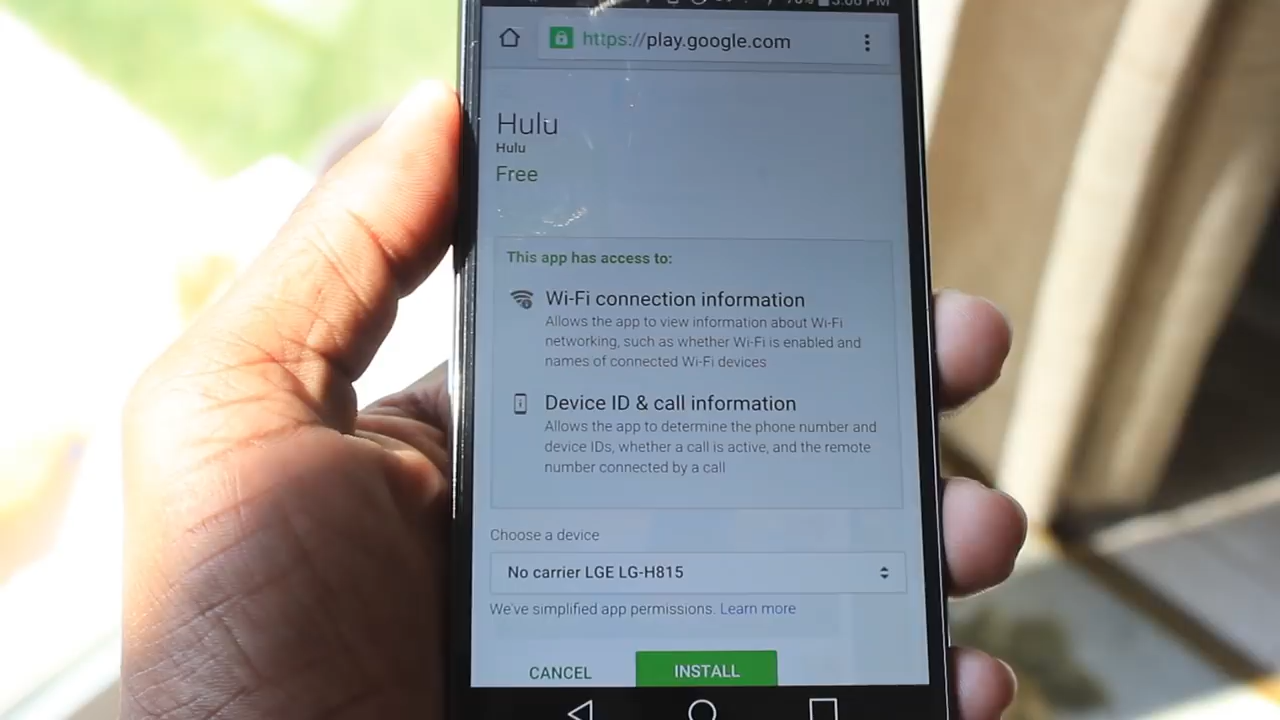 https://play.google.com
Hulu
Hulu
Free
This app has access to:
Wi-Fi connection information
Allows the app to view information about Wi-Fi
networking, such as whether Wi-Fi is enabled and
names of connected Wi-Fi devices
Device ID & call information
Allows the app to determine the phone number and
device IDs, whether a call is active, and the remote
number connected by a call
Choose a device
No carrier LGE LG-H815
We've simplified app permissions. Learn more
CANCEL INSTALL